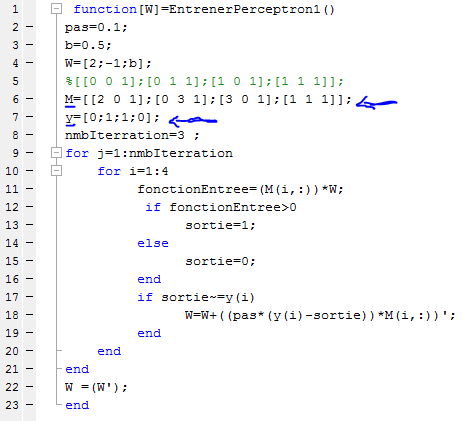 1 function[W]=EntrenerPerceptron1()
2 pas=0.1;
3 b=0.5;
4 W=[2;-1;b];
5 %[[0 0 1];[0 1 1];[1 0 1];[1 1 1]];
6 M=[[2 0 1];[0 3 1];[3 0 1];[1 1 1]];
7 y=[0;1;1;0];
8 nmbIteration=3 ;
9 for j=1:nmbIterration
10 for i=1:4
11 fonctionEntree=(M(i,:))*W;
12 if fonctionEntree>0
13 sortie=1;
14 else
15 sortie=0;
16 end
17 if sortie~=y(i)
18 W=W+((pas*(y(i)-sortie))*M(i,:))';
19 end
20 end
21 end
22 W =(W');
23 end